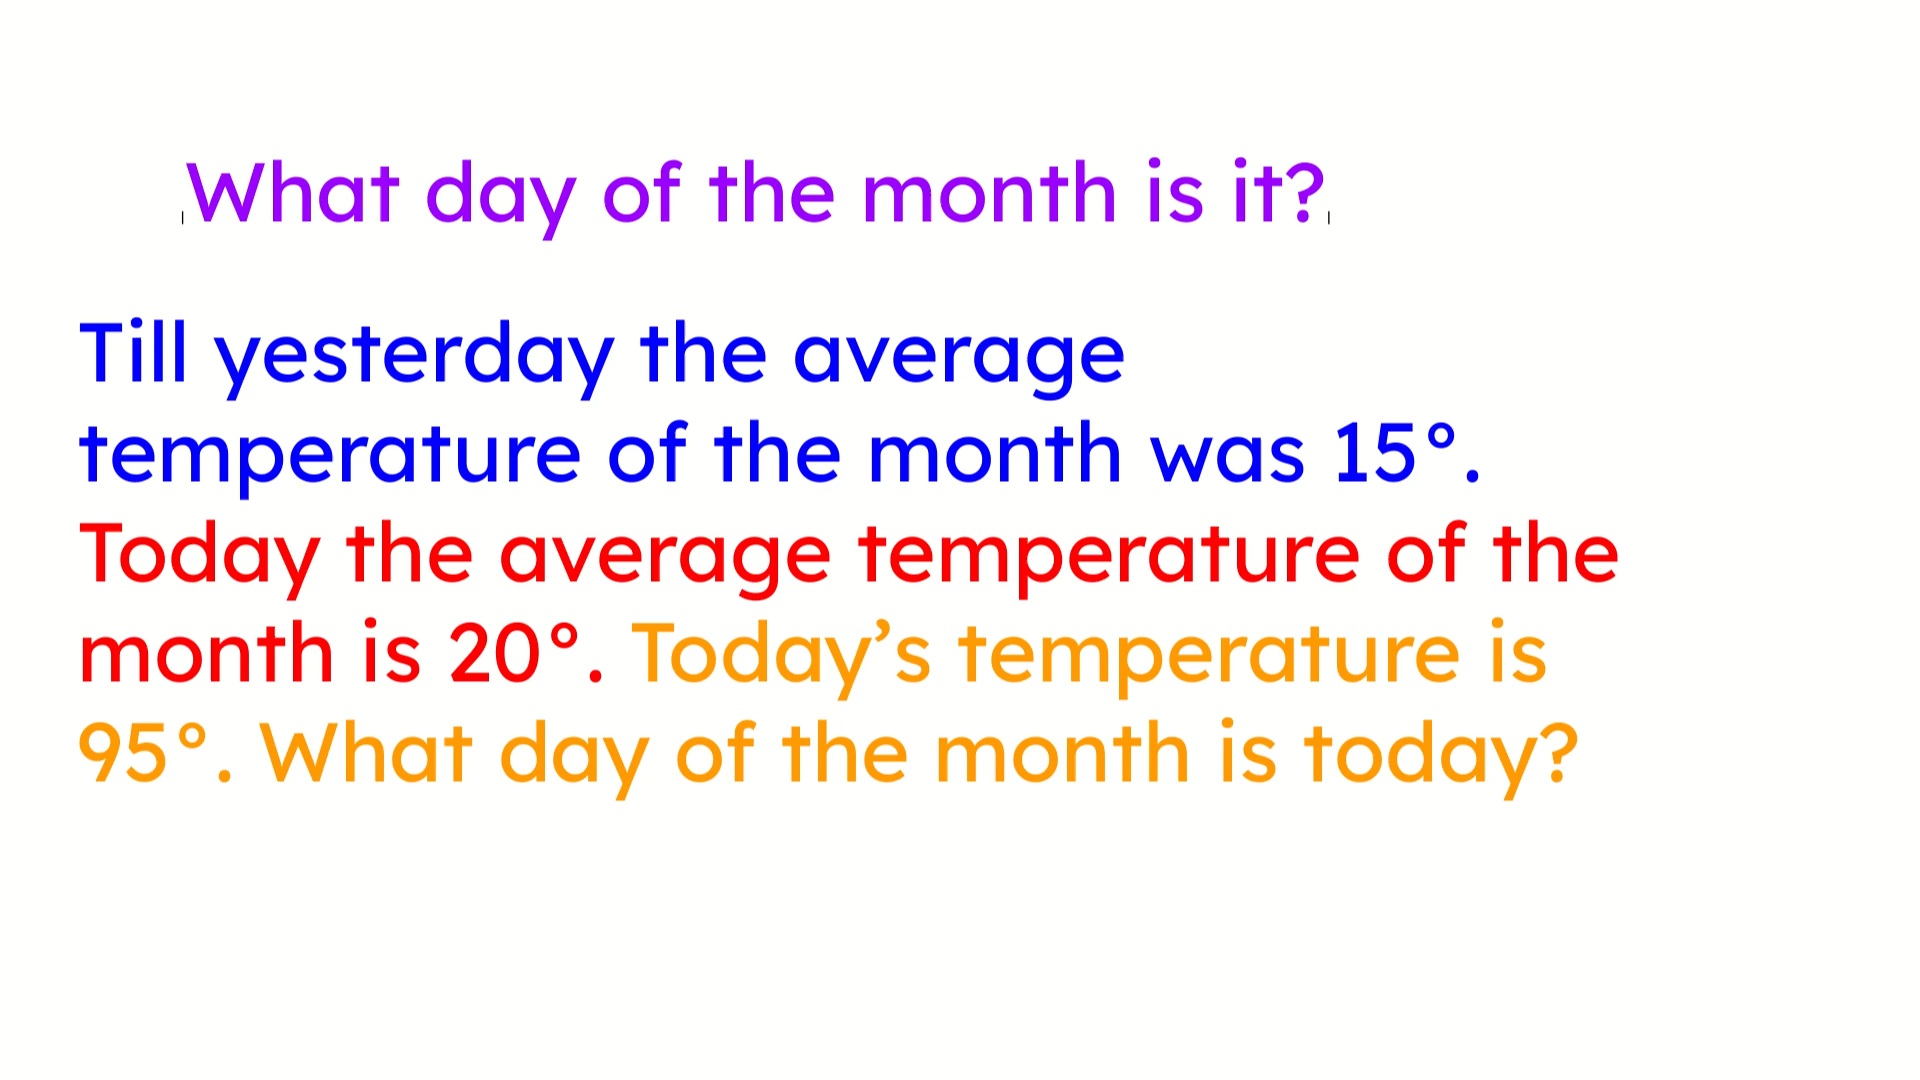 What day of the month is it?
Till yesterday the average
temperature of the month was 15°.
Today the average temperature of the
month is 20°. Today’s temperature is
95°. What day of the month is today?